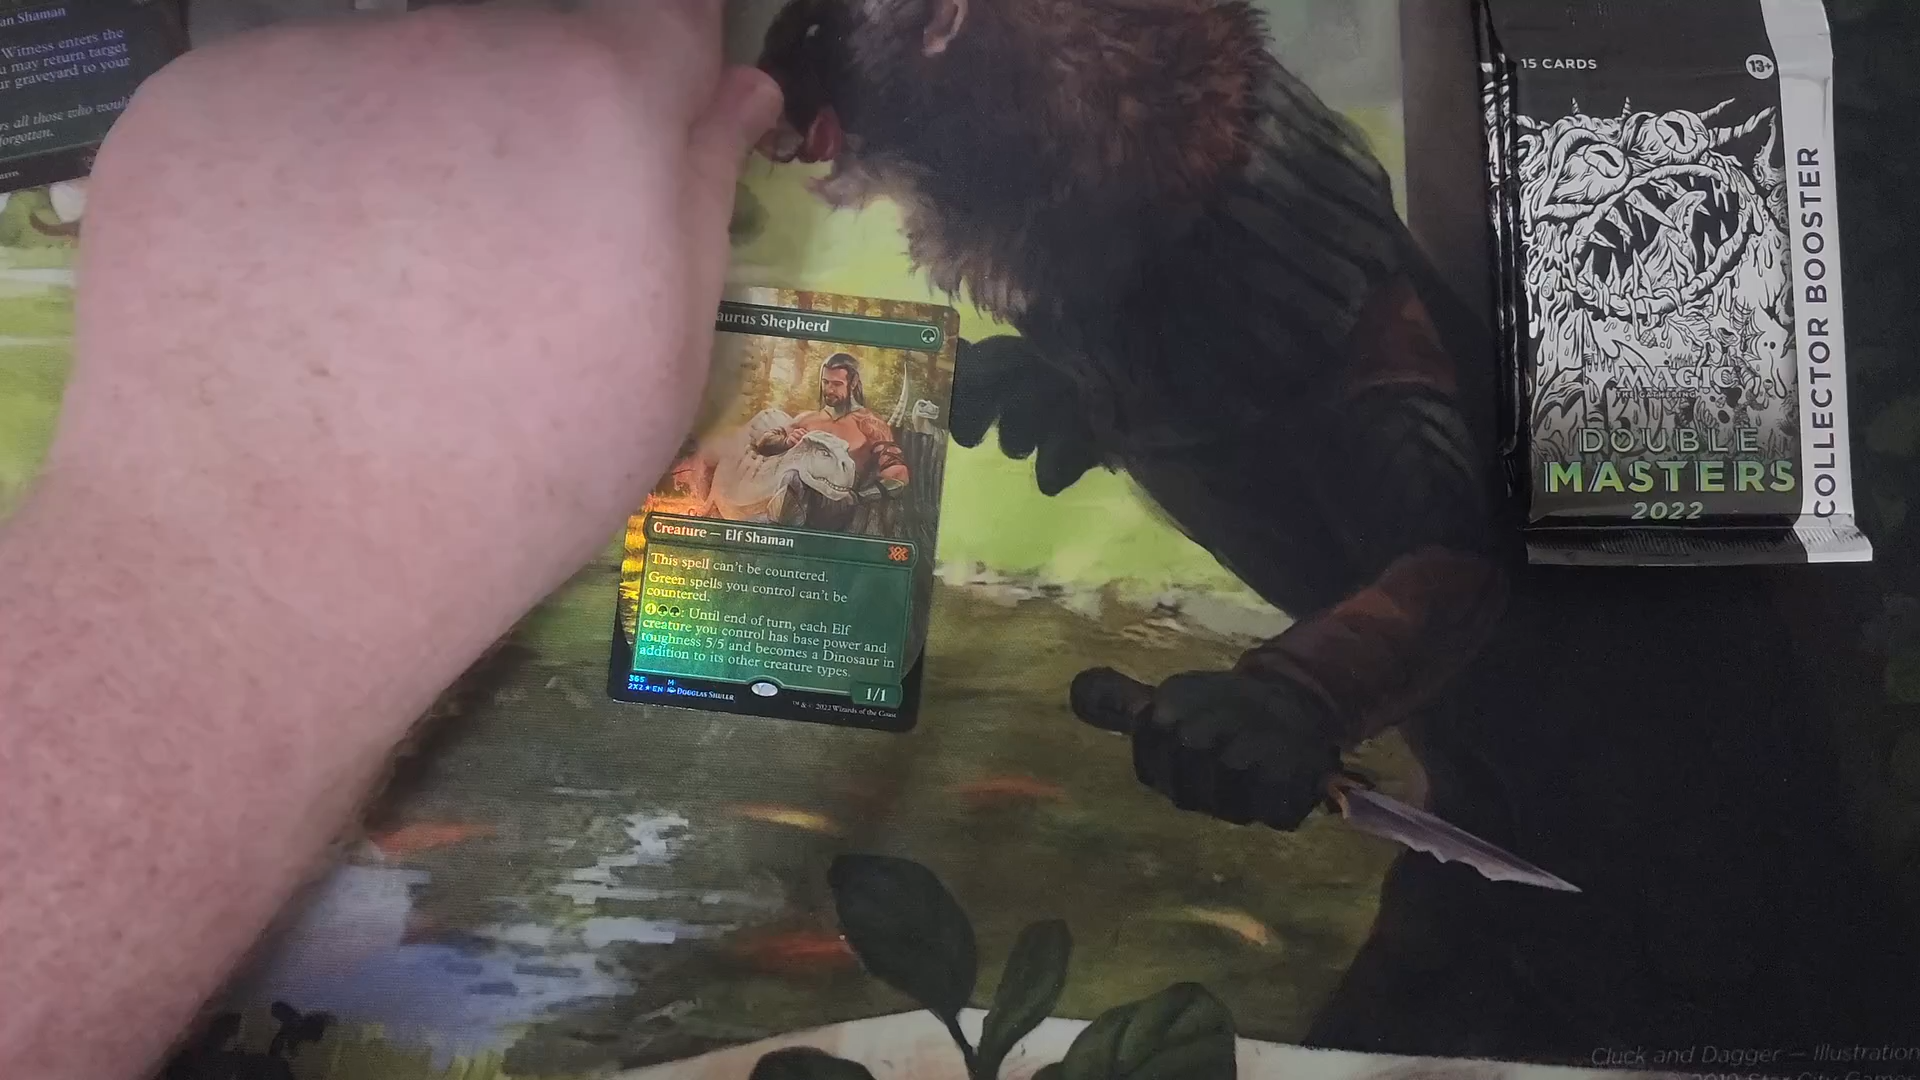 an Shaman
Witness enters the
u may return target
ur graveyard to your
rs all those who would
forgotten.
aurus Shepherd
Creature — Elf Shaman
This spell can't be countered.
Green spells you control can't be
countered.
4: Until end of turn, each Elf
creature you control has base power and
toughness 5/5 and becomes a Dinosaur in
addition to its other creature types.
1/1
365 M
2X2 ★ EN Douglas Shuler
™ & © 2022 Wizards of the Coast
15 CARDS
13+
MAGIC
THE GATHERING
DOUBLE
MASTERS
2022
COLLECTOR BOOSTER
Cluck and Dagger — Illustration